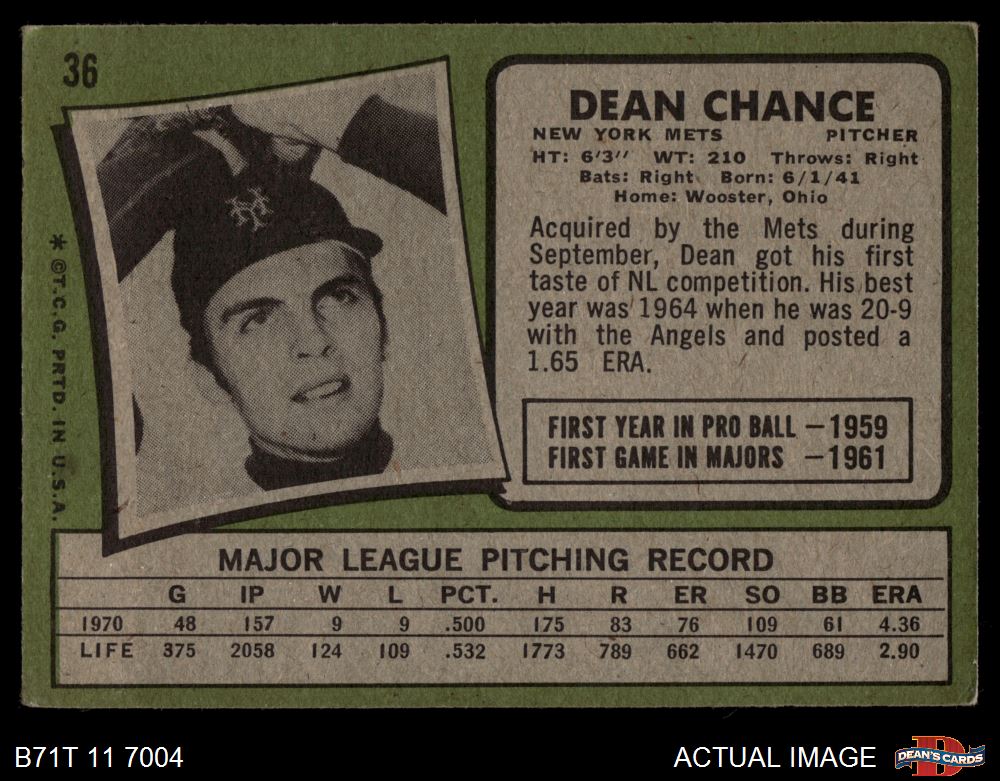 36
DEAN CHANCE
NEW YORK METS PITCHER
HT: 6'3" WT: 210 Throws: Right
Bats: Right Born: 6/1/41
Home: Wooster, Ohio
Acquired by the Mets during
September, Dean got his first
taste of NL competition. His best
year was 1964 when he was 20-9
with the Angels and posted a
1.65 ERA.
FIRST YEAR IN PRO BALL — 1959
FIRST GAME IN MAJORS — 1961
* ©T.C.G. PRTD. IN U.S.A.
NY
MAJOR LEAGUE PITCHING RECORD
G IP W L PCT. H R ER SO BB ERA
1970 48 157 9 9 .500 175 83 76 109 61 4.36
LIFE 375 2058 124 109 .532 1773 789 662 1470 689 2.90
B71T 11 7004
ACTUAL IMAGE
D
DEAN'S CARDS